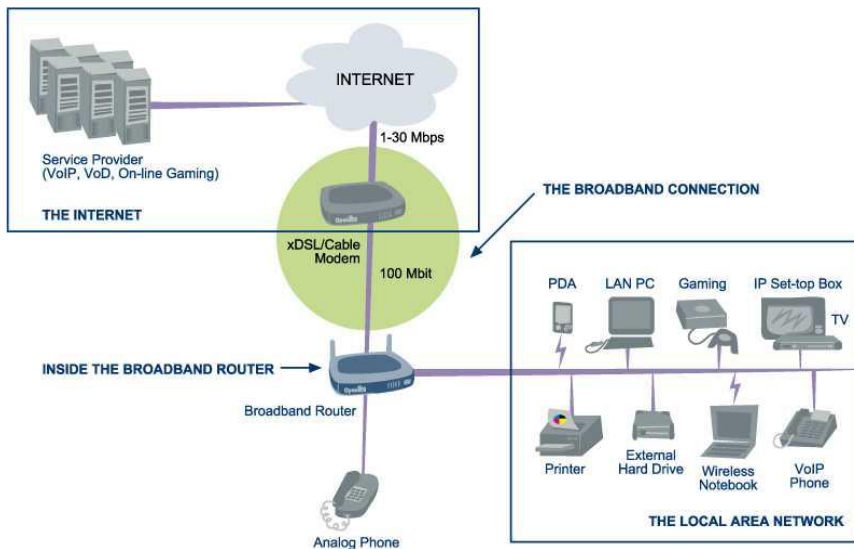 INTERNET
1-30 Mbps
Service Provider
(VoIP, VoD, On-line Gaming)
THE INTERNET
THE BROADBAND CONNECTION
xDSL/Cable
Modem
100 Mbit
PDA
LAN PC
Gaming
IP Set-top Box
TV
INSIDE THE BROADBAND ROUTER
Broadband Router
Printer
External
Hard Drive
Wireless
Notebook
VoIP
Phone
Analog Phone
THE LOCAL AREA NETWORK